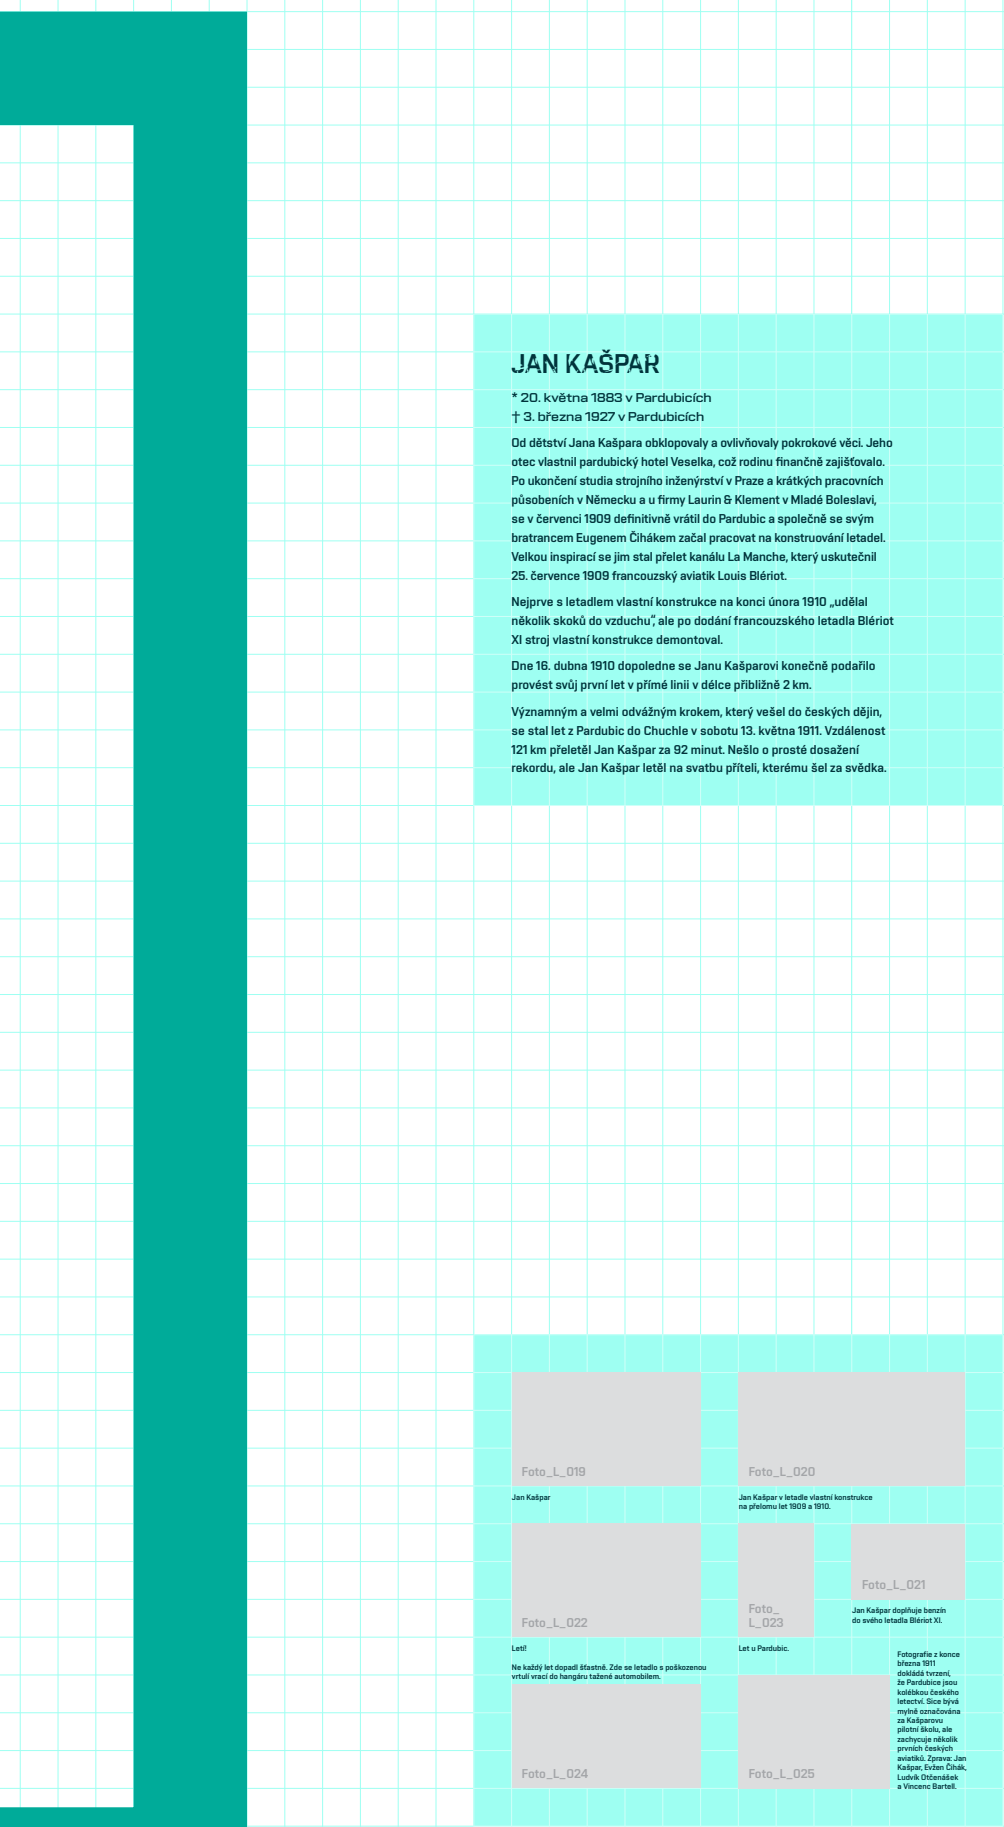 JAN KAŠPAR
* 20. května 1883 v Pardubicích
† 3. března 1927 v Pardubicích
Od dětství Jana Kašpara obklopovaly a ovlivňovaly pokrokové věci. Jeho
otec vlastnil pardubický hotel Veselka, což rodinu finančně zajišťovalo.
Po ukončení studia strojního inženýrství v Praze a krátkých pracovních
působeních v Německu a u firmy Laurin & Klement v Mladé Boleslavi,
se v červenci 1909 definitivně vrátil do Pardubic a společně se svým
bratrancem Eugenem Čihákem začal pracovat na konstruování letadel.
Velkou inspirací se jim stal přelet kanálu La Manche, který uskutečnil
25. července 1909 francouzský aviatik Louis Blériot.
Nejprve s letadlem vlastní konstrukce na konci února 1910 „udělal
několik skoků do vzduchu“, ale po dodání francouzského letadla Blériot
XI stroj vlastní konstrukce demontoval.
Dne 16. dubna 1910 dopoledne se Janu Kašparovi konečně podařilo
provést svůj první let v přímé linii v délce přibližně 2 km.
Významným a velmi odvážným krokem, který vešel do českých dějin,
se stal let z Pardubic do Chuchle v sobotu 13. května 1911. Vzdálenost
121 km přeletěl Jan Kašpar za 92 minut. Nešlo o prosté dosažení
rekordu, ale Jan Kašpar letěl na svatbu příteli, kterému šel za svědka.
Foto_L_019
Jan Kašpar
Foto_L_020
Jan Kašpar v letadle vlastní konstrukce
na přelomu let 1909 a 1910.
Foto_L_022
Letí!
Foto_
L_023
Let u Pardubic.
Foto_L_021
Jan Kašpar doplňuje benzín
do svého letadla Blériot XI.
Ne každý let dopadl šťastně. Zde se letadlo s poškozenou
vrtulí vrací do hangáru tažené automobilem.
Foto_L_024
Foto_L_025
Fotografie z konce
března 1911
dokládá tvrzení,
že Pardubice jsou
kolébkou českého
letectví. Sice bývá
mylně označována
za Kašparovu
pilotní školu, ale
zachycuje několik
prvních českých
aviatiků. Zprava: Jan
Kašpar, Evžen Čihák,
Ludvík Otčenášek
a Vincenc Bartell.